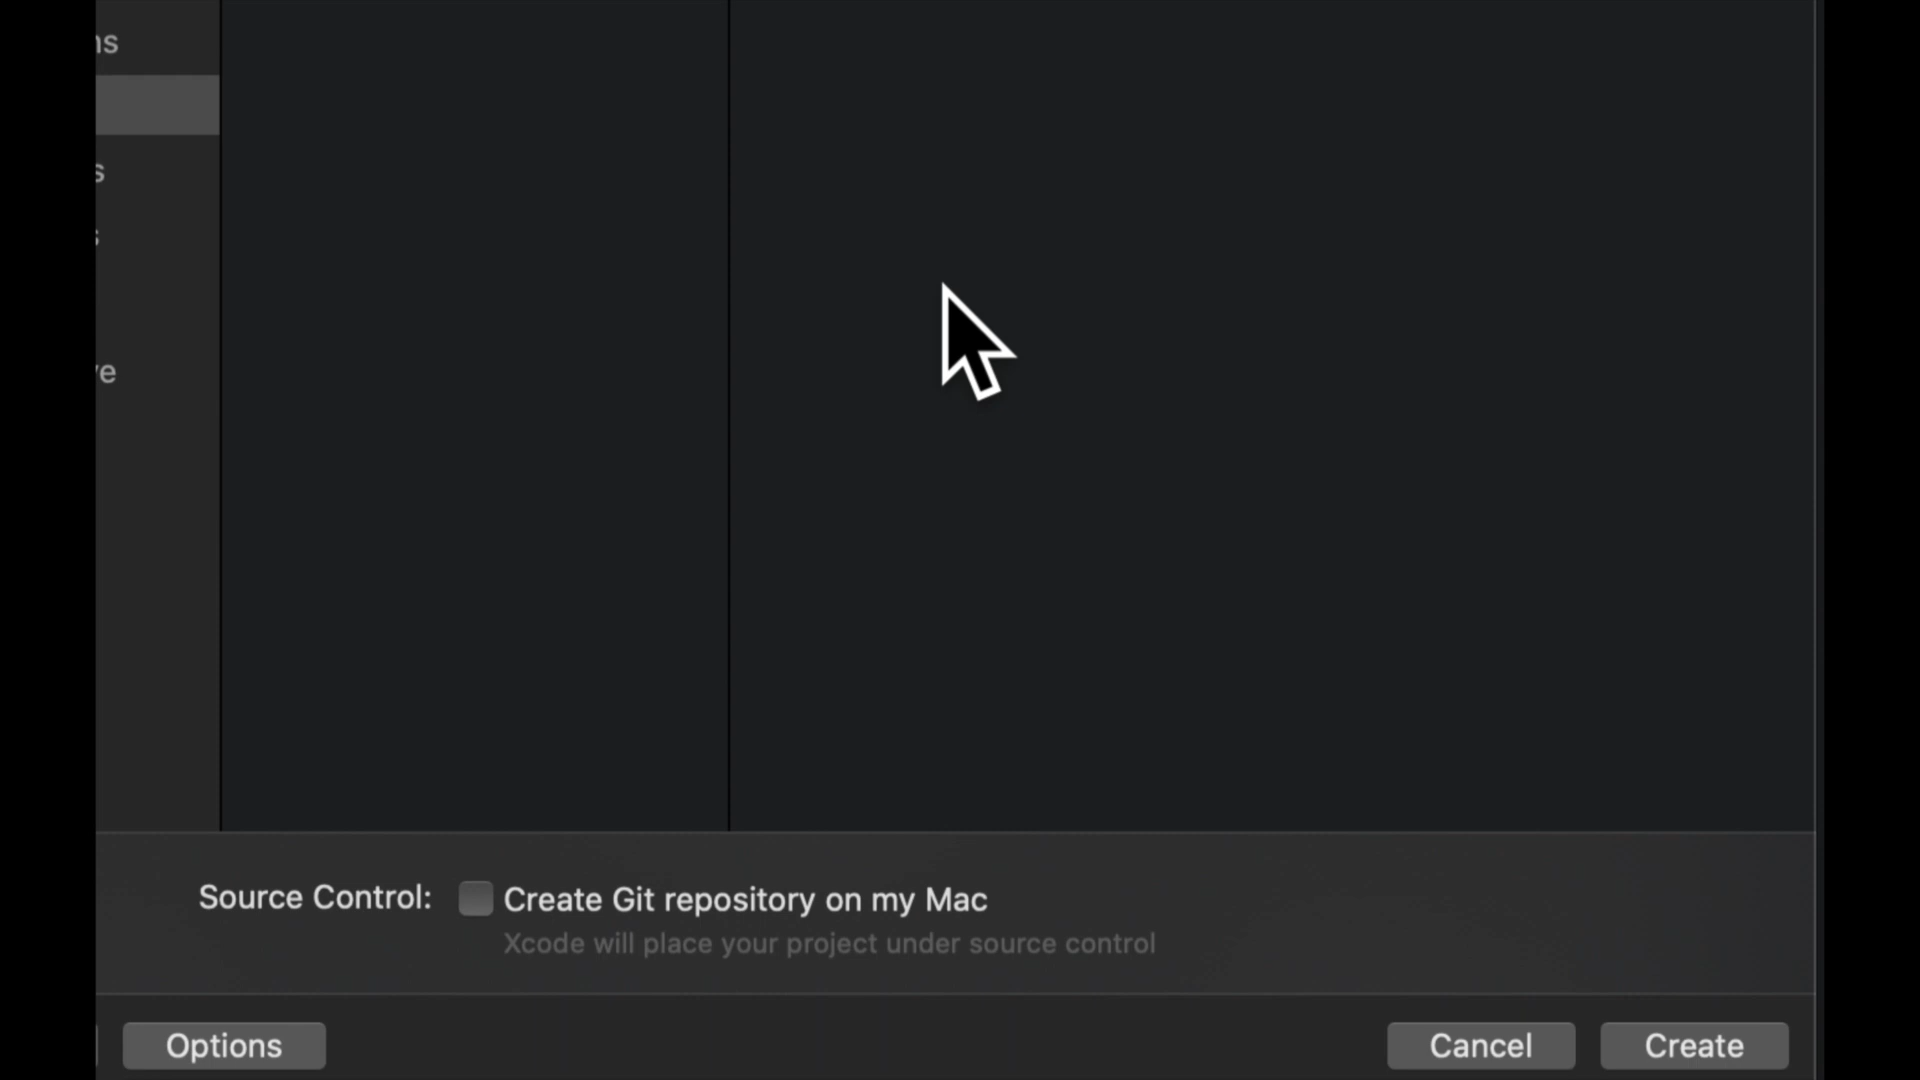 Source Control:
Create Git repository on my Mac
Xcode will place your project under source control
Options
Cancel
Create